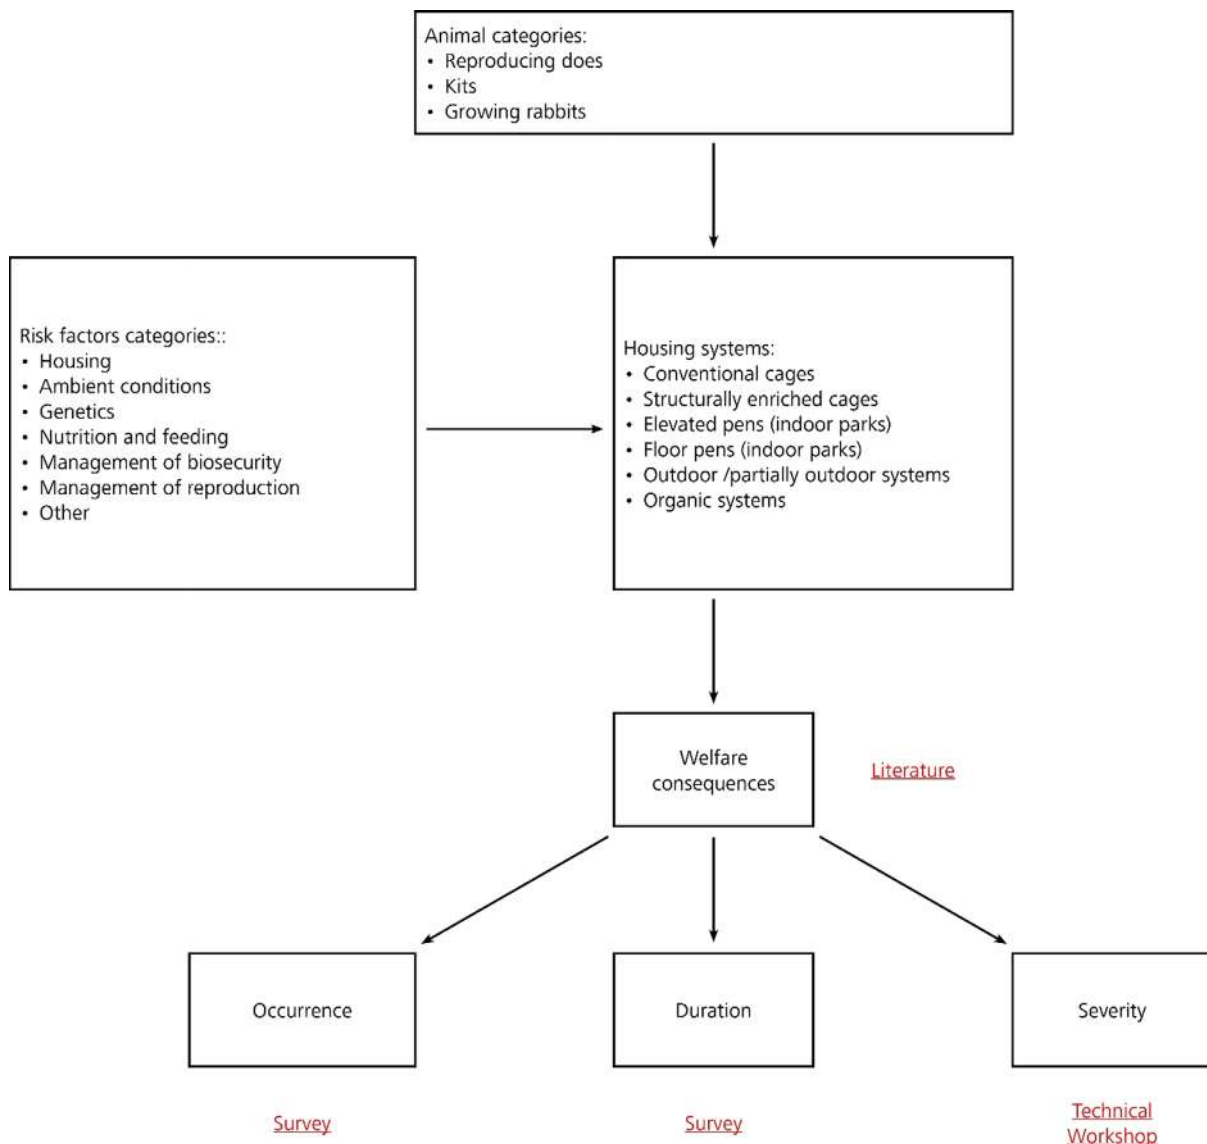 Animal categories:
• Reproducing does
• Kits
• Growing rabbits
Risk factors categories::
• Housing
• Ambient conditions
• Genetics
• Nutrition and feeding
• Management of biosecurity
• Management of reproduction
• Other
Housing systems:
• Conventional cages
• Structurally enriched cages
• Elevated pens (indoor parks)
• Floor pens (indoor parks)
• Outdoor /partially outdoor systems
• Organic systems
Welfare
consequences
Literature
Occurrence
Duration
Severity
Survey
Survey
Technical
Workshop